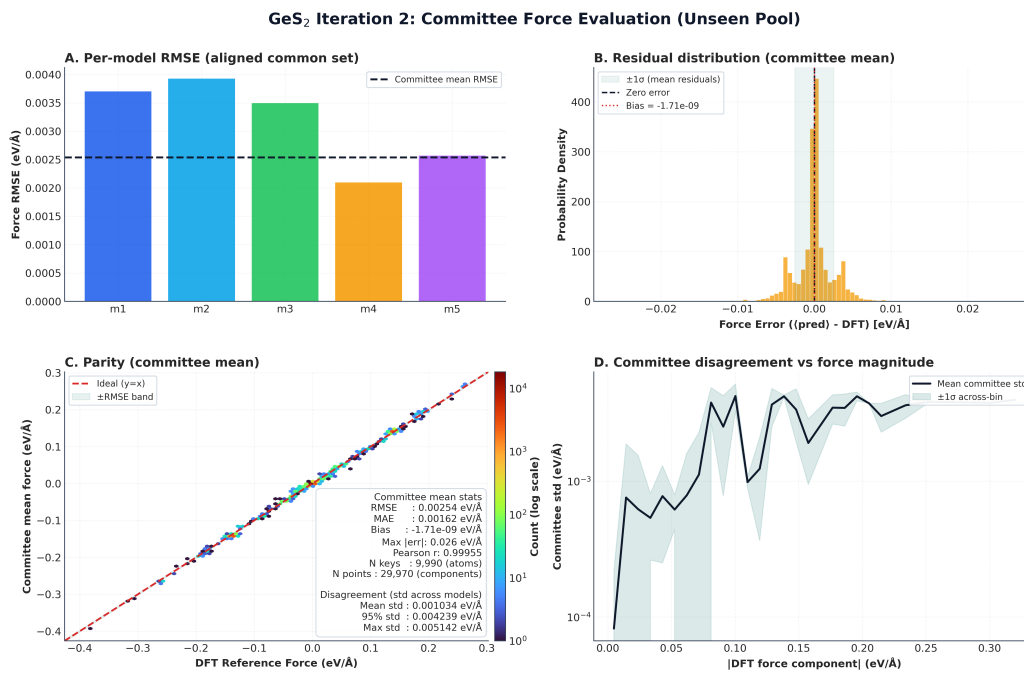 GeS₂ Iteration 2: Committee Force Evaluation (Unseen Pool)
A. Per-model RMSE (aligned common set)
Force RMSE (eV/Å)
0.0040
0.0035
0.0030
0.0025
0.0020
0.0015
0.0010
0.0005
0.0000
Committee mean RMSE
m1 m2 m3 m4 m5
B. Residual distribution (committee mean)
Probability Density
400
300
200
100
0
±1σ (mean residuals)
Zero error
Bias = -1.71e-09
−0.02 −0.01 0.00 0.01 0.02
Force Error (⟨pred⟩ - DFT) [eV/Å]
C. Parity (committee mean)
Committee mean force (eV/Å)
0.3
0.2
0.1
0.0
−0.1
−0.2
−0.3
−0.4
Ideal (y=x)
±RMSE band
Committee mean stats
RMSE : 0.00254 eV/Å
MAE : 0.00162 eV/Å
Bias : -1.71e-09 eV/Å
Max |err|: 0.026 eV/Å
Pearson r: 0.99955
N keys : 9,990 (atoms)
N points : 29,970 (components)
Disagreement (std across models)
Mean std : 0.001034 eV/Å
95% std : 0.004239 eV/Å
Max std : 0.005142 eV/Å
−0.4 −0.3 −0.2 −0.1 0.0 0.1 0.2 0.3
DFT Reference Force (eV/Å)
10⁴
10³
10²
10¹
10⁰
Count (log scale)
D. Committee disagreement vs force magnitude
Committee std (eV/Å)
10⁻³
10⁻⁴
Mean committee std
±1σ across-bin
0.00 0.05 0.10 0.15 0.20 0.25 0.30
|DFT force component| (eV/Å)